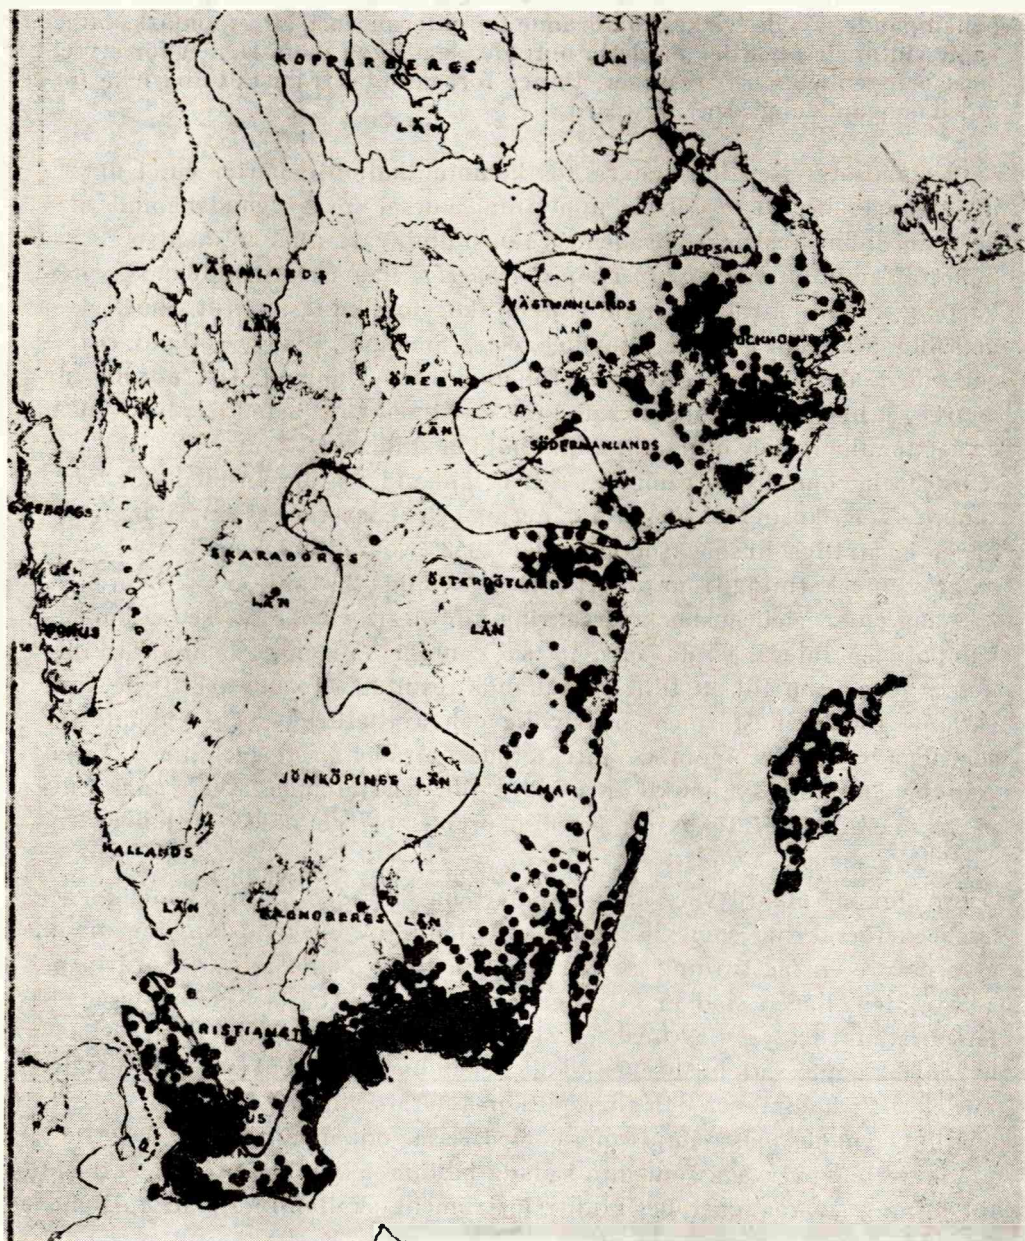 KOPPARBERGS
LÄN
LÄN
UPPSALA
VÄRMLANDS
LÄN
VÄSTMANLANDS
LÄN
ÖREBRO
LÄN
A
SÖDERMANLANDS
LÄN
SKARABORGS
LÄN
ÖSTERGÖTLANDS
LÄN
LÄN
JÖNKÖPINGS LÄN
KALMAR
HALLANDS
LÄN
KRONOBERGS LÄN
B